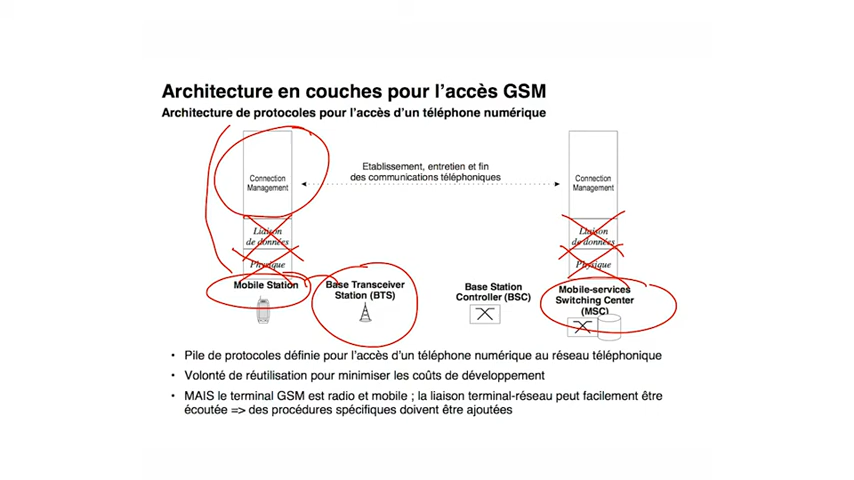 Architecture en couches pour l'accès GSM
Architecture de protocoles pour l'accès d'un téléphone numérique
Etablissement, entretien et fin
des communications téléphoniques
Connection
Management
Connection
Management
Liaison
de données
Liaison
de données
Physique
Physique
Mobile Station
Base Transceiver
Station (BTS)
Base Station
Controller (BSC)
Mobile-services
Switching Center
(MSC)
• Pile de protocoles définie pour l'accès d'un téléphone numérique au réseau téléphonique
• Volonté de réutilisation pour minimiser les coûts de développement
• MAIS le terminal GSM est radio et mobile ; la liaison terminal-réseau peut facilement être
écoutée => des procédures spécifiques doivent être ajoutées